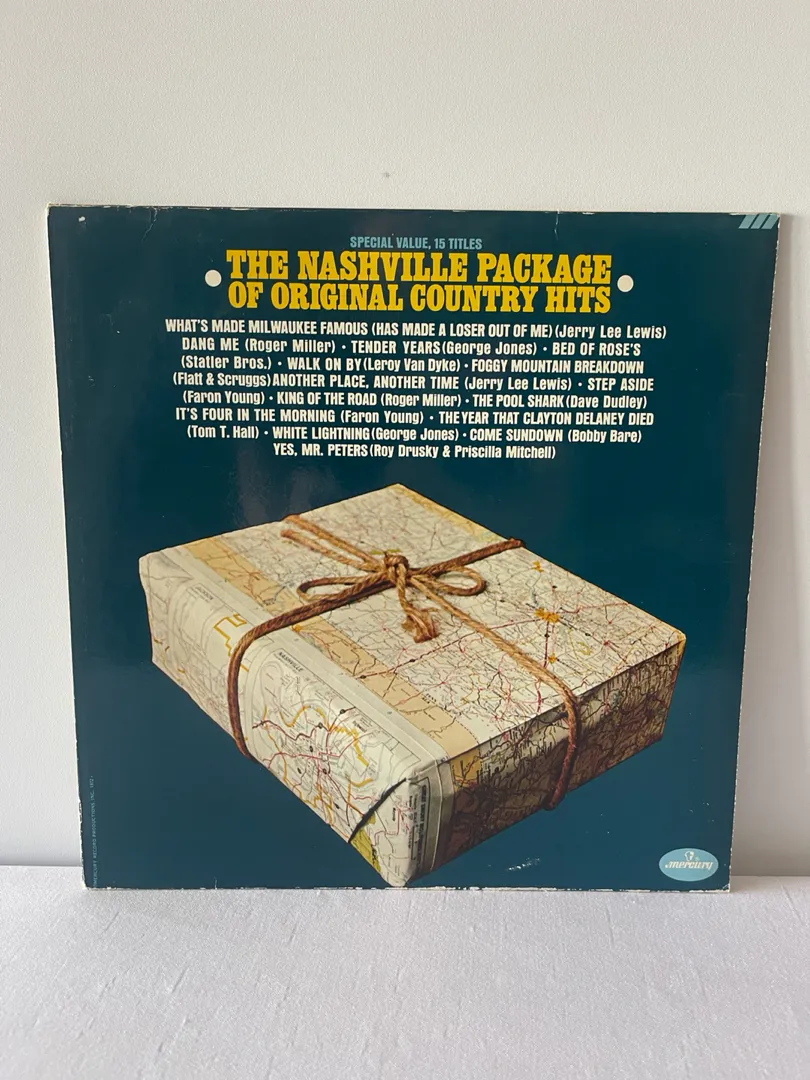 SPECIAL VALUE, 15 TITLES
THE NASHVILLE PACKAGE
OF ORIGINAL COUNTRY HITS
WHAT'S MADE MILWAUKEE FAMOUS (HAS MADE A LOSER OUT OF ME) (Jerry Lee Lewis)
DANG ME (Roger Miller) • TENDER YEARS (George Jones) • BED OF ROSE'S
(Statler Bros.) • WALK ON BY (Leroy Van Dyke) • FOGGY MOUNTAIN BREAKDOWN
(Flatt & Scruggs) ANOTHER PLACE, ANOTHER TIME (Jerry Lee Lewis) • STEP ASIDE
(Faron Young) • KING OF THE ROAD (Roger Miller) • THE POOL SHARK (Dave Dudley)
IT'S FOUR IN THE MORNING (Faron Young) • THE YEAR THAT CLAYTON DELANEY DIED
(Tom T. Hall) • WHITE LIGHTNING (George Jones) • COME SUNDOWN (Bobby Bare)
YES, MR. PETERS (Roy Drusky & Priscilla Mitchell)
NASHVILLE
mercury
MERCURY RECORD PRODUCTIONS INC.